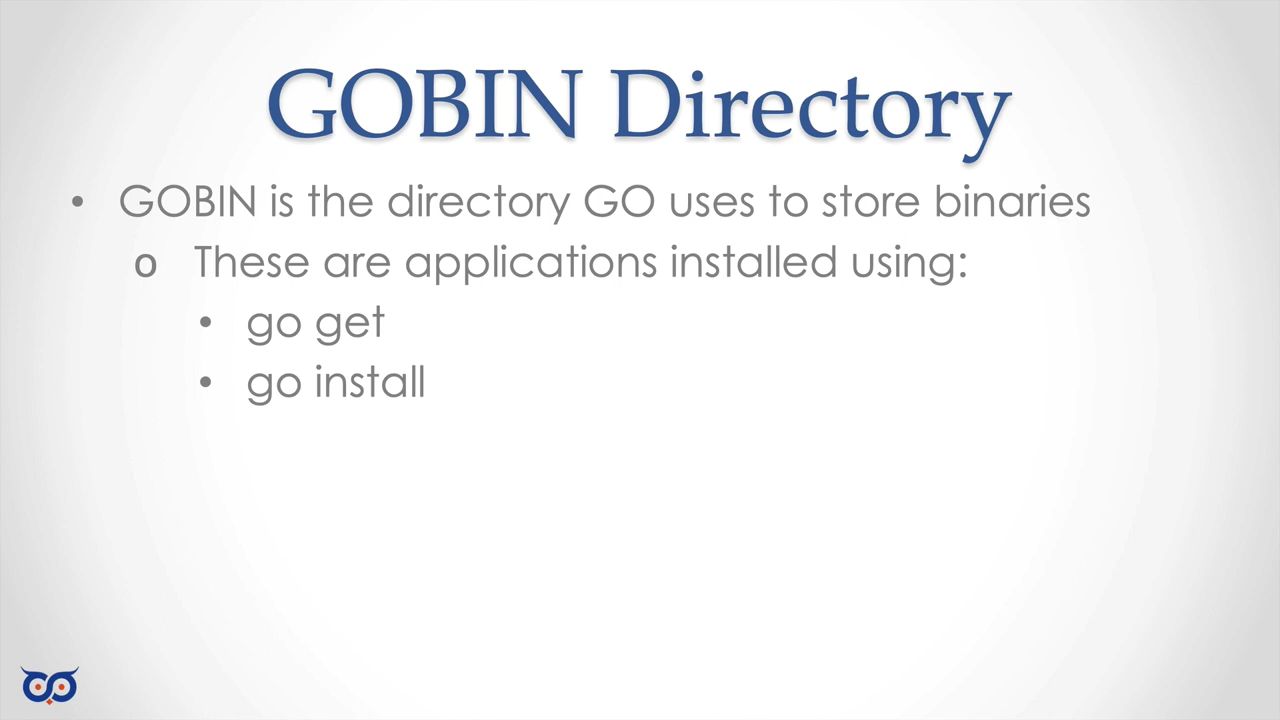 GOBIN Directory
• GOBIN is the directory GO uses to store binaries
o These are applications installed using:
• go get
• go install